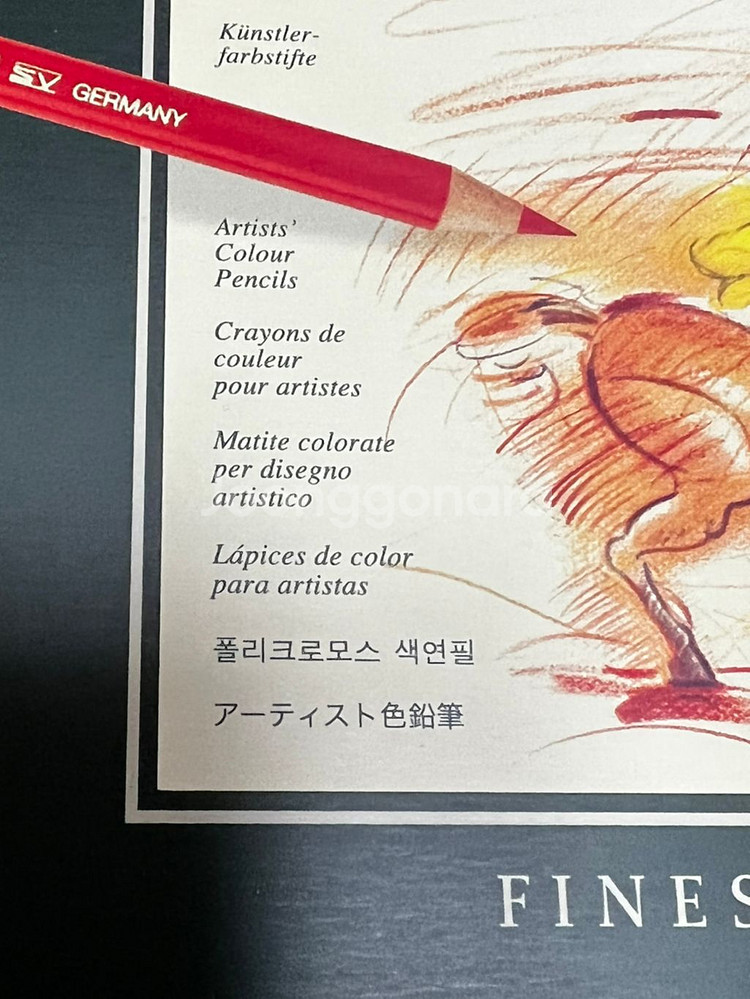 Künstler-
farbstifte
SV GERMANY
Artists'
Colour
Pencils
Crayons de
couleur
pour artistes
Matite colorate
per disegno
artistico
Lápices de color
para artistas
폴리크로모스 색연필
アーティスト色鉛筆
FINES